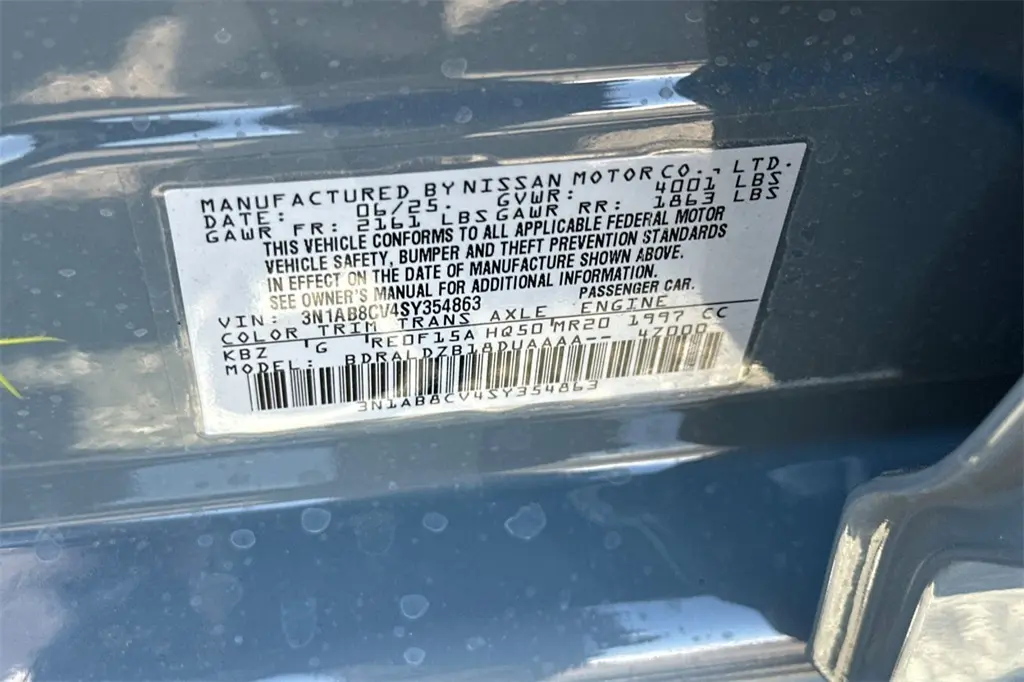 MANUFACTURED BY NISSAN MOTOR CO., LTD.
DATE: 06/25. GVWR: 4001 LBS
GAWR FR: 2161 LBS GAWR RR: 1863 LBS
THIS VEHICLE CONFORMS TO ALL APPLICABLE FEDERAL MOTOR
VEHICLE SAFETY, BUMPER AND THEFT PREVENTION STANDARDS
IN EFFECT ON THE DATE OF MANUFACTURE SHOWN ABOVE.
SEE OWNER'S MANUAL FOR ADDITIONAL INFORMATION.
VIN: 3N1AB8CV4SY354863 PASSENGER CAR.
COLOR TRIM TRANS AXLE ENGINE
KBZ G RE0F15A HQ50 MR20 1997 CC
MODEL: BDRALDZB18DUAAAA-- 4Z000
3N1AB8CV4SY354863